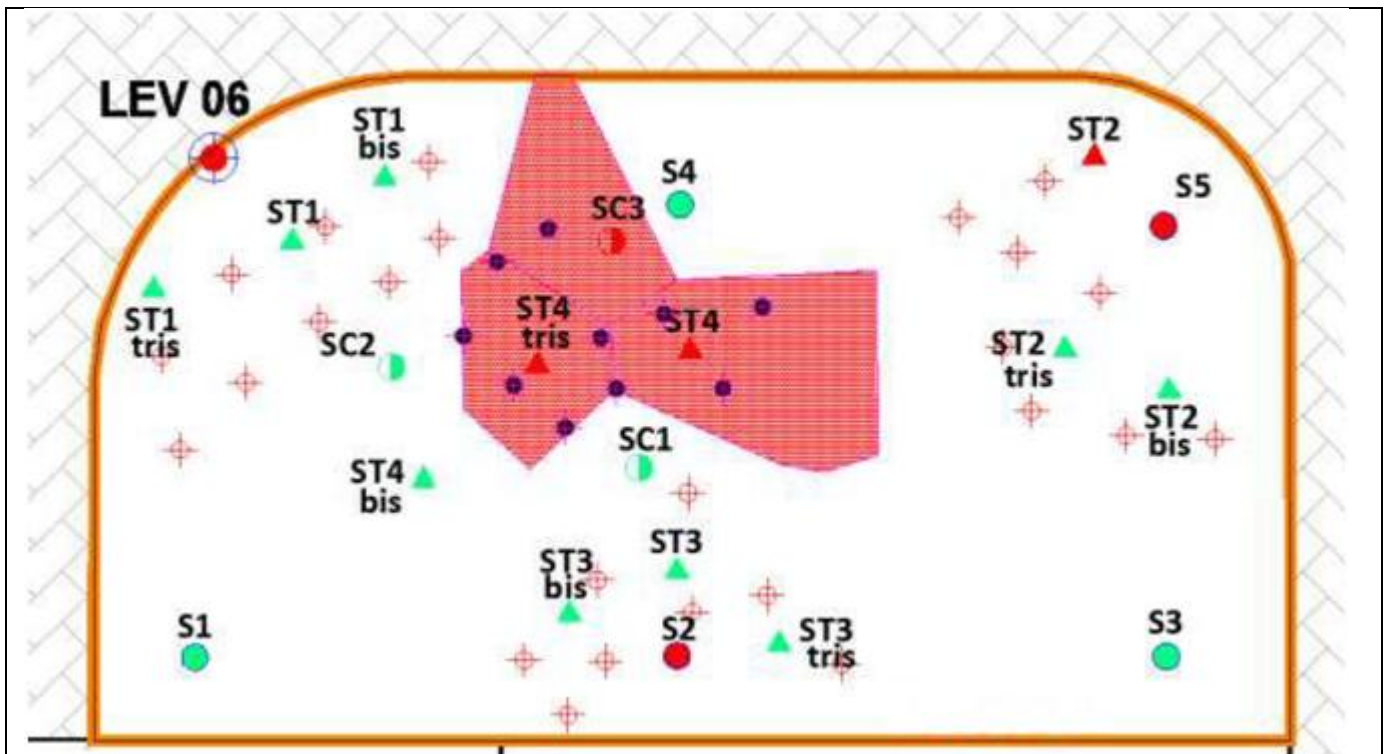 LEV 06
ST1
bis
ST2
S4
S5
SC3
ST1
ST1
tris
ST4
tris
ST4
SC2
ST2
tris
ST2
bis
SC1
ST4
bis
ST3
ST3
bis
S1
S2
ST3
tris
S3